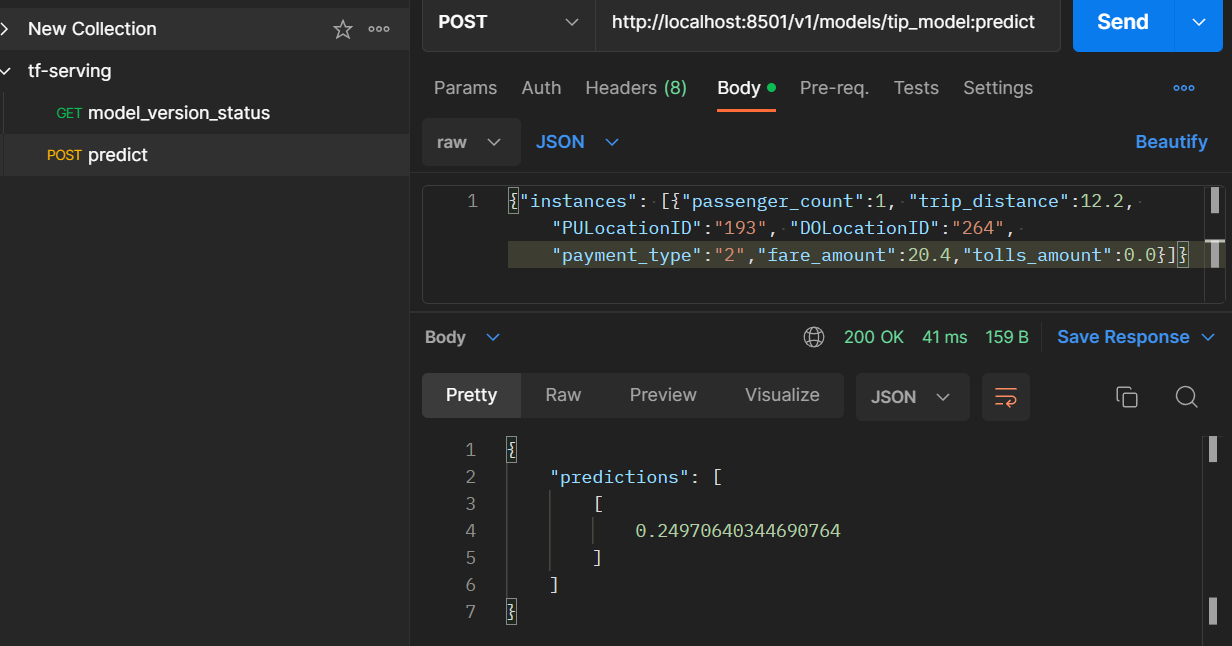 New Collection
tf-serving
GET model_version_status
POST predict
POST
http://localhost:8501/v1/models/tip_model:predict
Send
Params Auth Headers (8) Body Pre-req. Tests Settings
raw JSON Beautify
1 {"instances": [{"passenger_count":1, "trip_distance":12.2,
"PULocationID":"193", "DOLocationID":"264",
"payment_type":"2","fare_amount":20.4,"tolls_amount":0.0}]}
Body 200 OK 41 ms 159 B Save Response
Pretty Raw Preview Visualize JSON
1 {
2 "predictions": [
3 [
4 0.24970640344690764
5 ]
6 ]
7 }